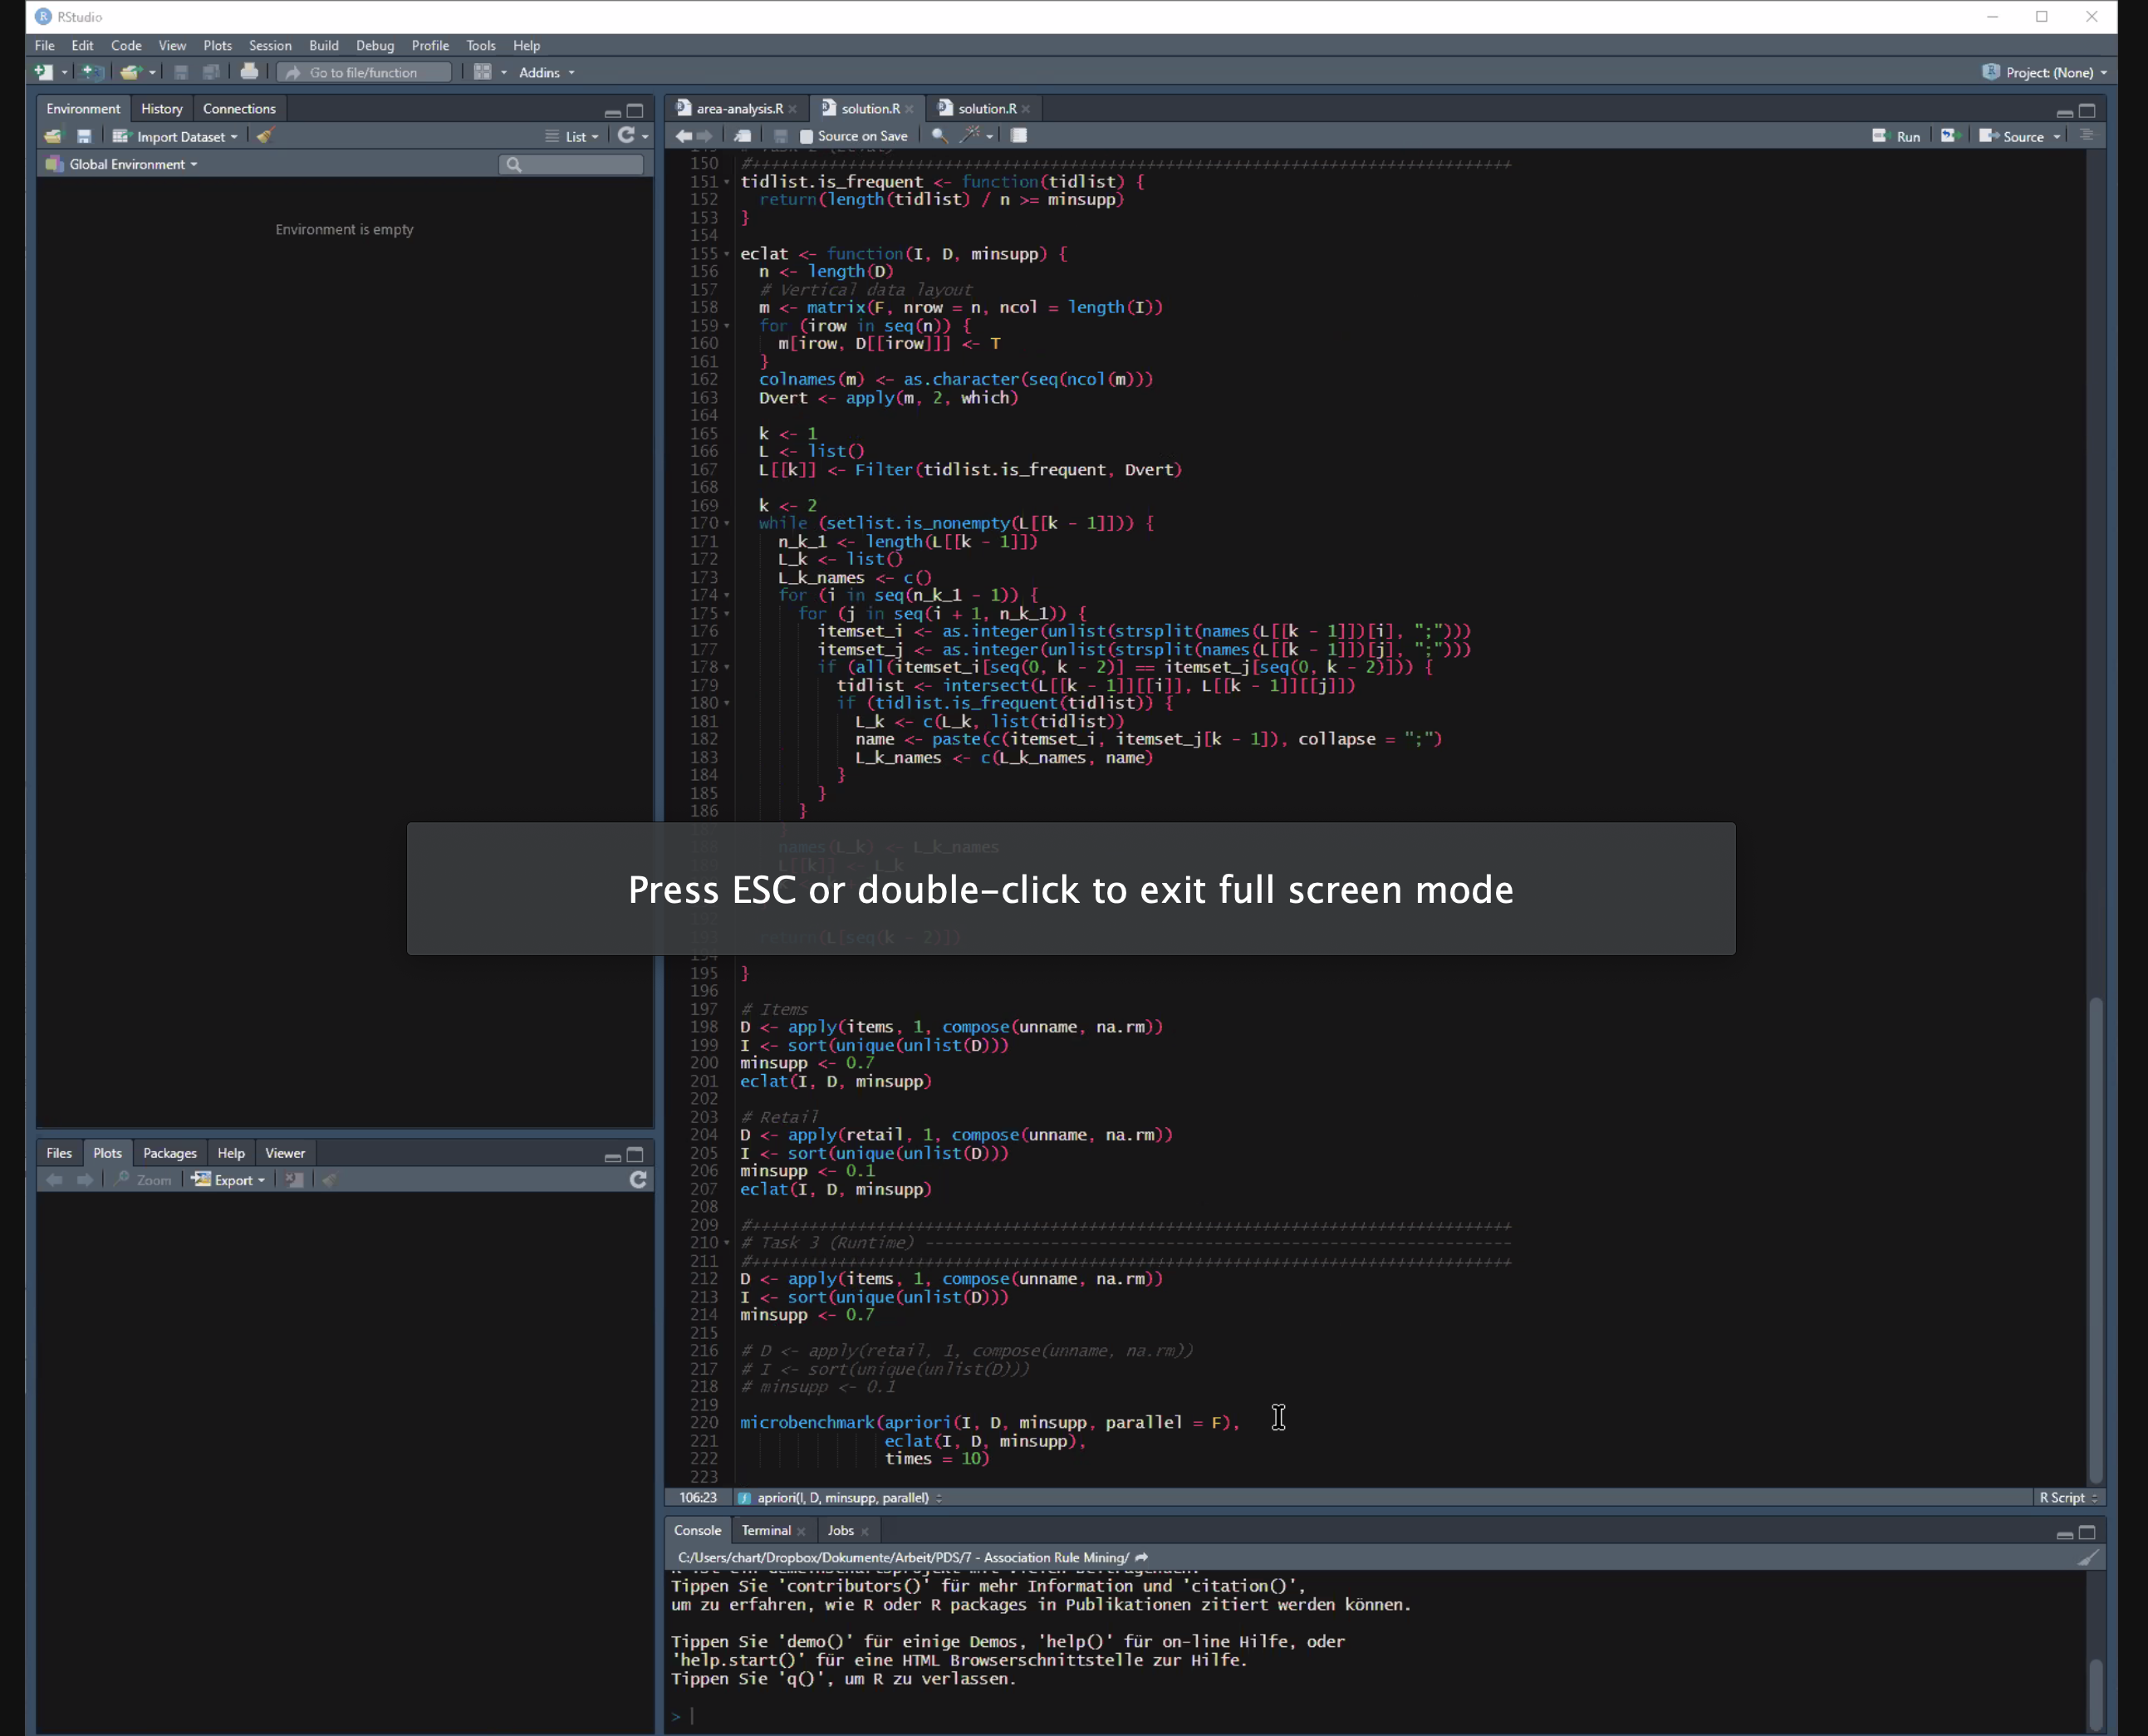 RStudio
File Edit Code View Plots Session Build Debug Profile Tools Help
Go to file/function Addins Project: (None)
Environment History Connections
Import Dataset List
Global Environment
Environment is empty
Files Plots Packages Help Viewer
Zoom Export
area-analysis.R solution.R solution.R
Source on Save Run Source
150 #++++++++++++++++++++++++++++++++++++++++++++++++++++++++++++++++++++++++++++++
151 tidlist.is_frequent <- function(tidlist) {
152 return(length(tidlist) / n >= minsupp)
153 }
154
155 eclat <- function(I, D, minsupp) {
156 n <- length(D)
157 # Vertical data layout
158 m <- matrix(F, nrow = n, ncol = length(I))
159 for (irow in seq(n)) {
160 m[irow, D[[irow]]] <- T
161 }
162 colnames(m) <- as.character(seq(ncol(m)))
163 Dvert <- apply(m, 2, which)
164
165 k <- 1
166 L <- list()
167 L[[k]] <- Filter(tidlist.is_frequent, Dvert)
168
169 k <- 2
170 while (setlist.is_nonempty(L[[k - 1]])) {
171 n_k_1 <- length(L[[k - 1]])
172 L_k <- list()
173 L_k_names <- c()
174 for (i in seq(n_k_1 - 1)) {
175 for (j in seq(i + 1, n_k_1)) {
176 itemset_i <- as.integer(unlist(strsplit(names(L[[k - 1]])[i], ";")))
177 itemset_j <- as.integer(unlist(strsplit(names(L[[k - 1]])[j], ";")))
178 if (all(itemset_i[seq(0, k - 2)] == itemset_j[seq(0, k - 2)])) {
179 tidlist <- intersect(L[[k - 1]][[i]], L[[k - 1]][[j]])
180 if (tidlist.is_frequent(tidlist)) {
181 L_k <- c(L_k, list(tidlist))
182 name <- paste(c(itemset_i, itemset_j[k - 1]), collapse = ";")
183 L_k_names <- c(L_k_names, name)
184 }
185 }
186 }
names(L_k) <- L_k_names
L[[k]] <- L_k
Press ESC or double-click to exit full screen mode
193 return(L[seq(k - 2)])
194
195 }
196
197 # Items
198 D <- apply(items, 1, compose(unname, na.rm))
199 I <- sort(unique(unlist(D)))
200 minsupp <- 0.7
201 eclat(I, D, minsupp)
202
203 # Retail
204 D <- apply(retail, 1, compose(unname, na.rm))
205 I <- sort(unique(unlist(D)))
206 minsupp <- 0.1
207 eclat(I, D, minsupp)
208
209 #++++++++++++++++++++++++++++++++++++++++++++++++++++++++++++++++++++++++++++++
210 # Task 3 (Runtime) -------------------------------------------------------------
211 #++++++++++++++++++++++++++++++++++++++++++++++++++++++++++++++++++++++++++++++
212 D <- apply(items, 1, compose(unname, na.rm))
213 I <- sort(unique(unlist(D)))
214 minsupp <- 0.7
215
216 # D <- apply(retail, 1, compose(unname, na.rm))
217 # I <- sort(unique(unlist(D)))
218 # minsupp <- 0.1
219
220 microbenchmark(apriori(I, D, minsupp, parallel = F),
221 eclat(I, D, minsupp),
222 times = 10)
223
106:23 apriori(I, D, minsupp, parallel) R Script
Console Terminal Jobs
C:/Users/chart/Dropbox/Dokumente/Arbeit/PDS/7 - Association Rule Mining/
Tippen Sie 'contributors()' für mehr Information und 'citation()',
um zu erfahren, wie R oder R packages in Publikationen zitiert werden können.
Tippen Sie 'demo()' für einige Demos, 'help()' für on-line Hilfe, oder
'help.start()' für eine HTML Browserschnittstelle zur Hilfe.
Tippen Sie 'q()', um R zu verlassen.
>